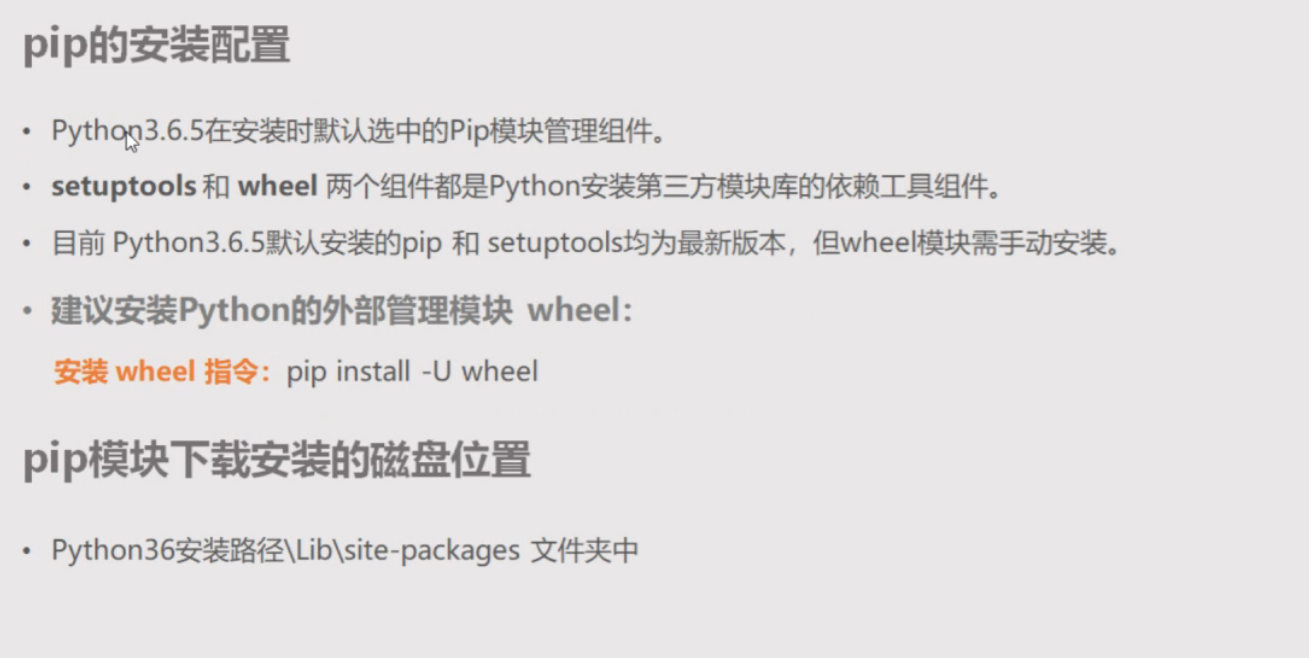 pip的安装配置
• Python3.6.5在安装时默认选中的Pip模块管理组件。
• setuptools 和 wheel 两个组件都是Python安装第三方模块库的依赖工具组件。
• 目前 Python3.6.5默认安装的pip 和 setuptools均为最新版本，但wheel模块需手动安装。
• 建议安装Python的外部管理模块 wheel：
安装 wheel 指令：pip install -U wheel
pip模块下载安装的磁盘位置
• Python36安装路径\Lib\site-packages 文件夹中